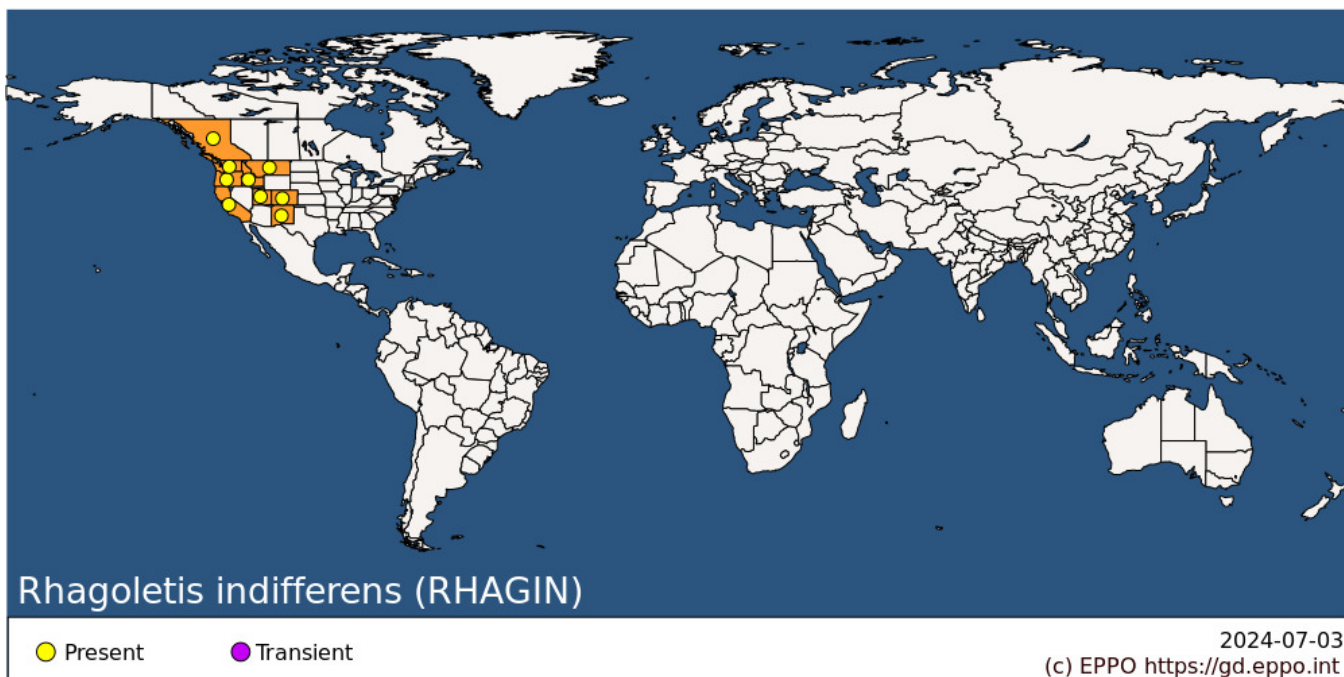 Rhagoletis indifferens (RHAGIN)
Present
Transient
2024-07-03
(c) EPPO https://gd.eppo.int